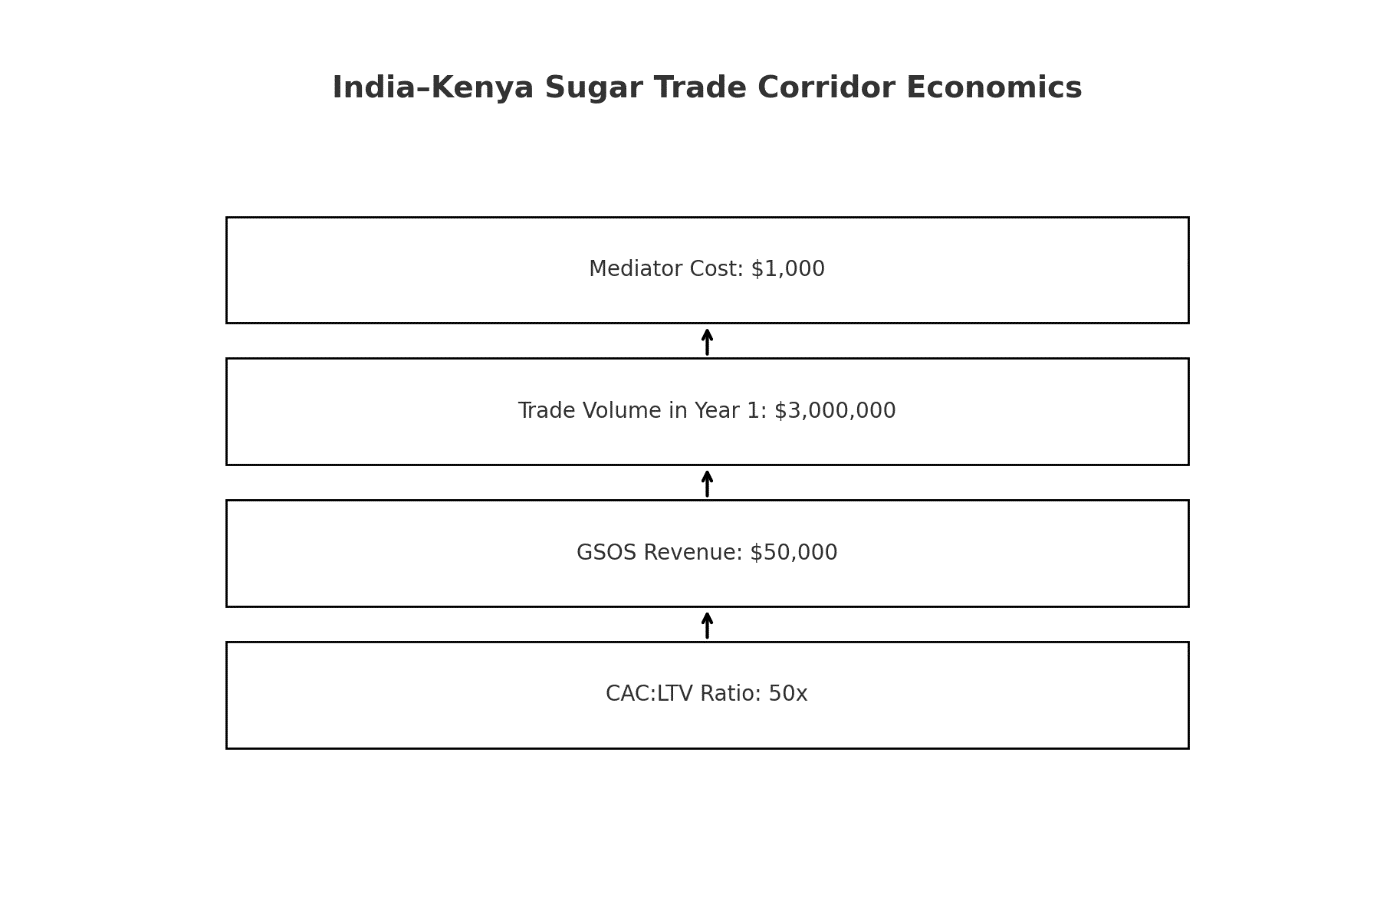 India–Kenya Sugar Trade Corridor Economics
Mediator Cost: $1,000
Trade Volume in Year 1: $3,000,000
GSOS Revenue: $50,000
CAC:LTV Ratio: 50x